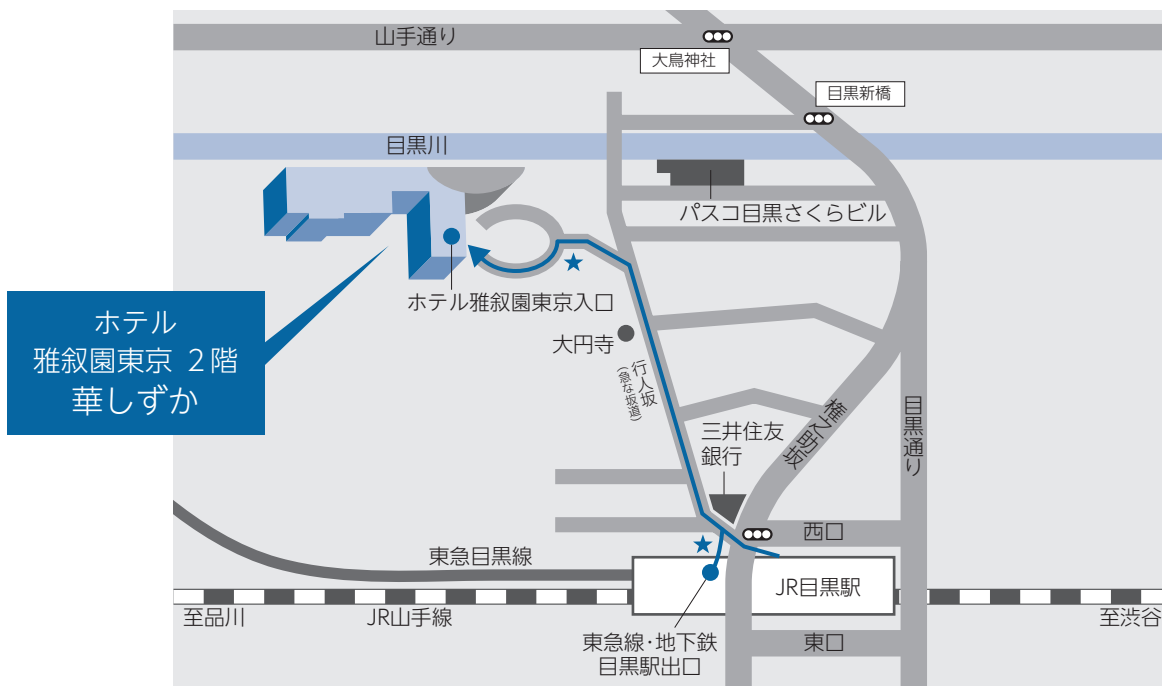 山手通り
大鳥神社
目黒新橋
目黒川
パスコ目黒さくらビル
ホテル雅叙園東京入口
ホテル
雅叙園東京 2階
華しずか
大円寺
行人坂
（急な坂道）
三井住友
銀行
権之助坂
目黒通り
西口
東急目黒線
JR目黒駅
至品川
JR山手線
至渋谷
東急線・地下鉄
目黒駅出口
東口